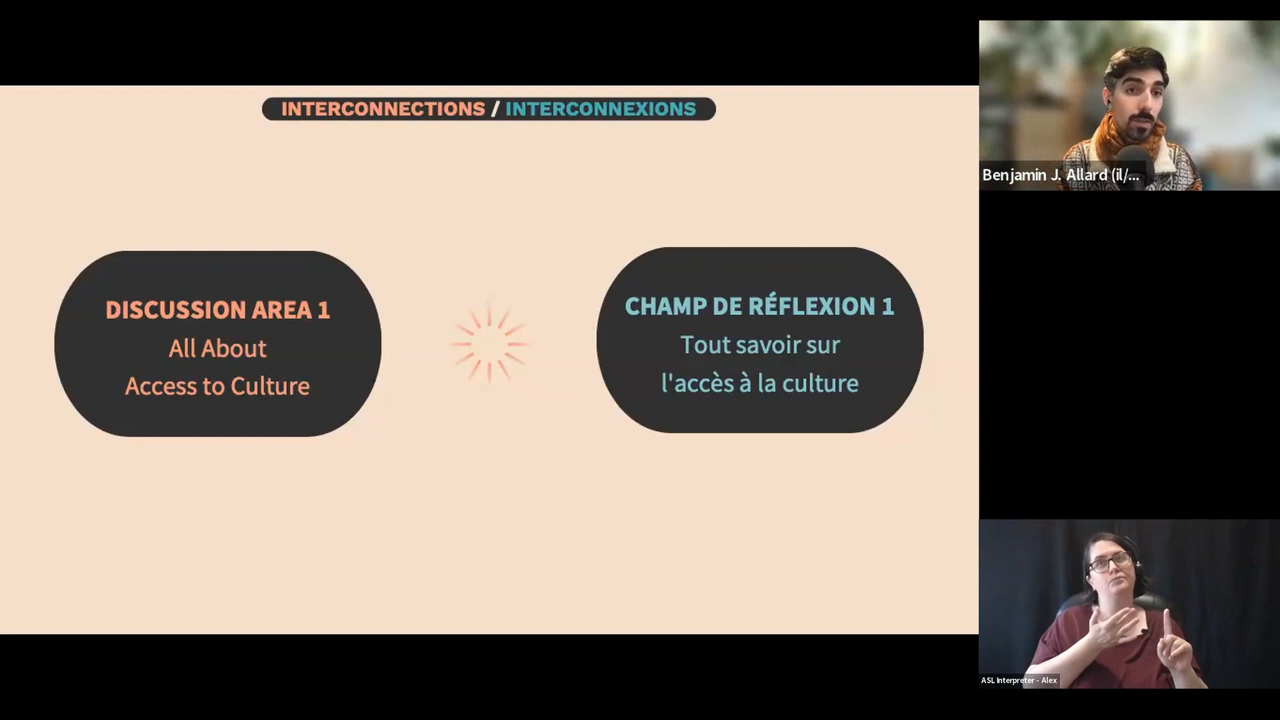 INTERCONNECTIONS / INTERCONNEXIONS
DISCUSSION AREA 1
All About
Access to Culture
CHAMP DE RÉFLEXION 1
Tout savoir sur
l'accès à la culture
Benjamin J. Allard (il/...
ASL Interpreter - Alex